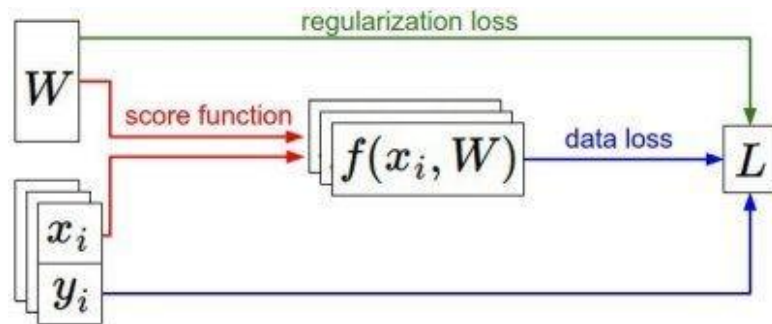 regularization loss
W
score function
f(x_i, W)
data loss
L
x_i
y_i